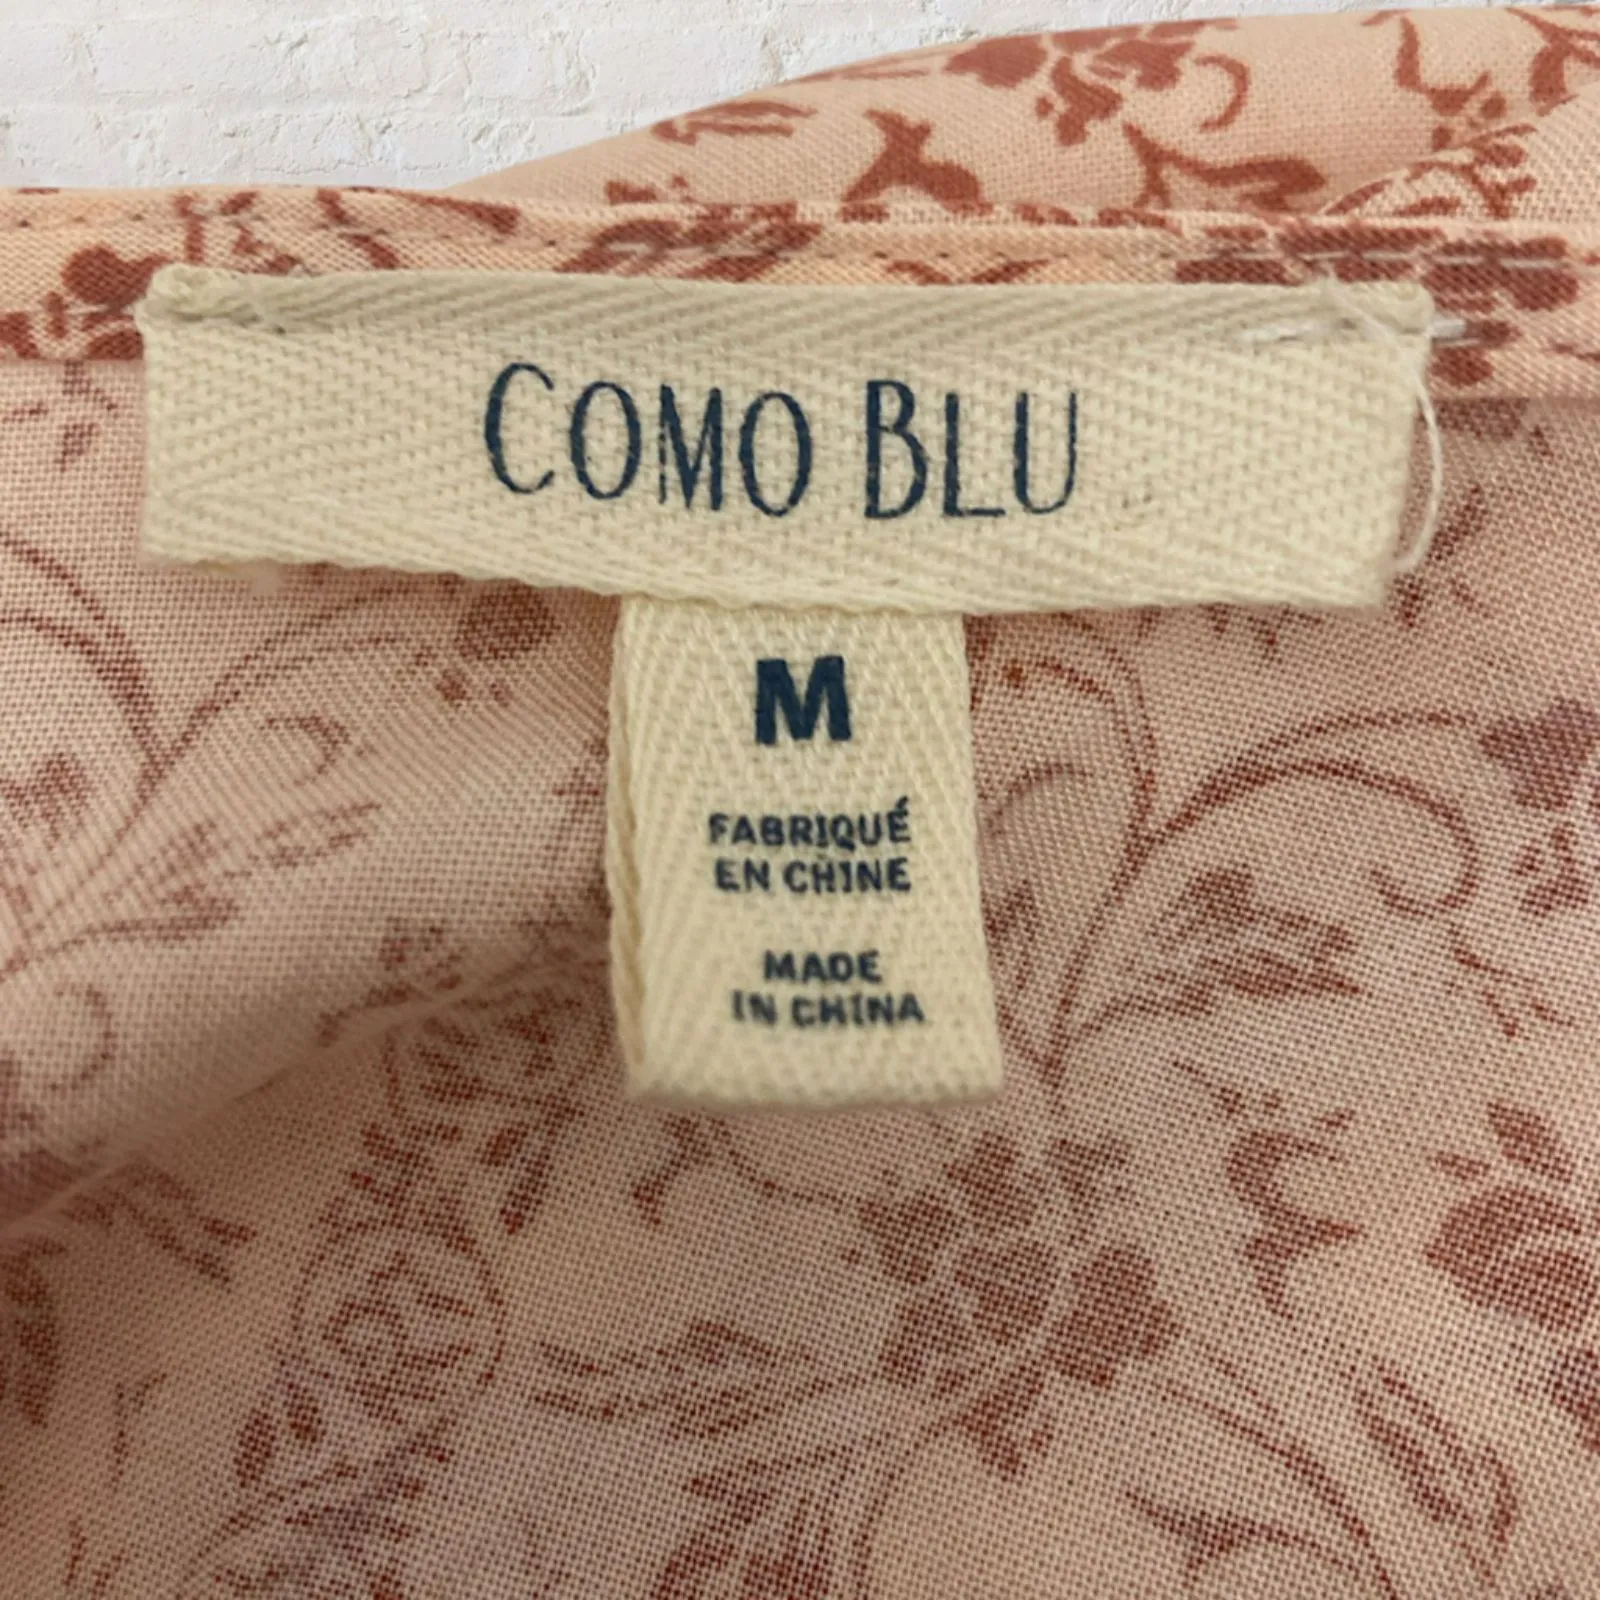 COMO BLU
M
FABRIQUÉ
EN CHINE
MADE
IN CHINA